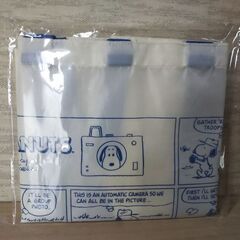 GATHER
TROOPS
NUTS.
IT'LL BE
A GROUP
PHOTO.
THIS IS AN AUTOMATIC CAMERA SO WE
CAN ALL BE IN THE PICTURE...
FIRST I'LL
THEN I'LL